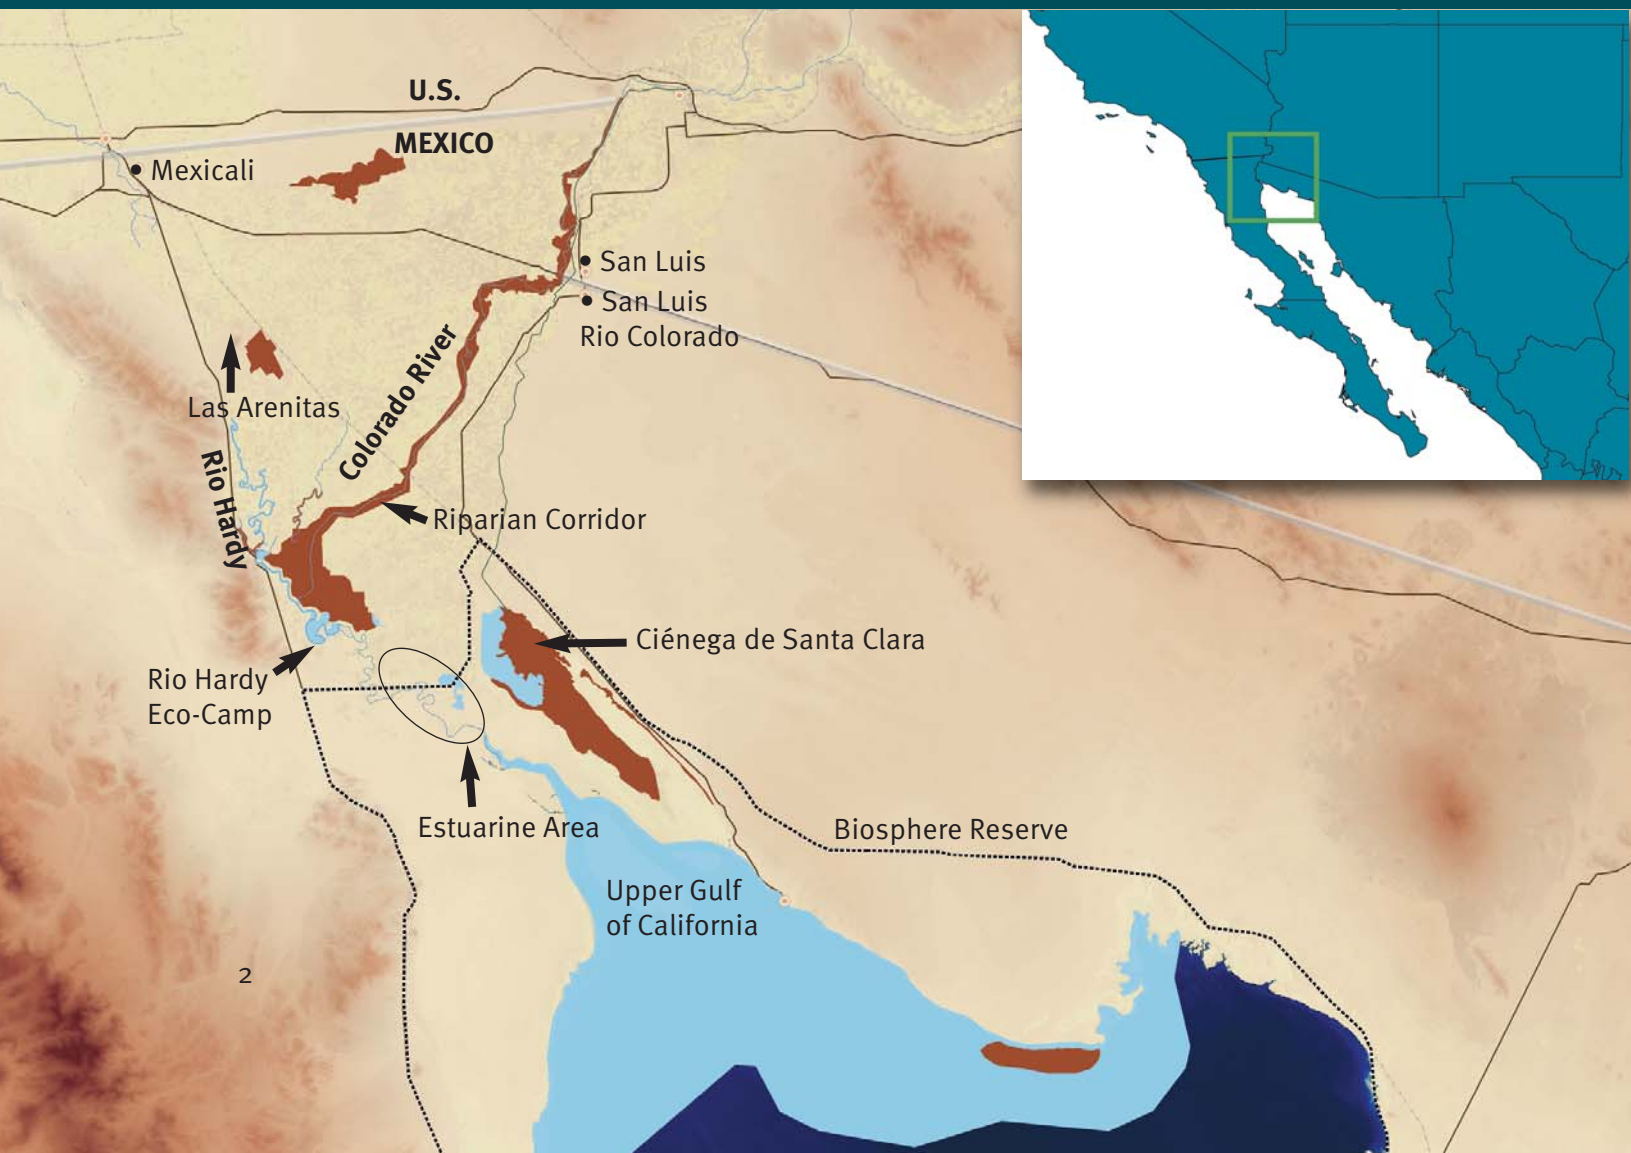 U.S.
MEXICO
Mexicali
San Luis
San Luis
Rio Colorado
Colorado River
Las Arenitas
Rio Hardy
Riparian Corridor
Ciénega de Santa Clara
Rio Hardy
Eco-Camp
Estuarine Area
Biosphere Reserve
Upper Gulf
of California
2